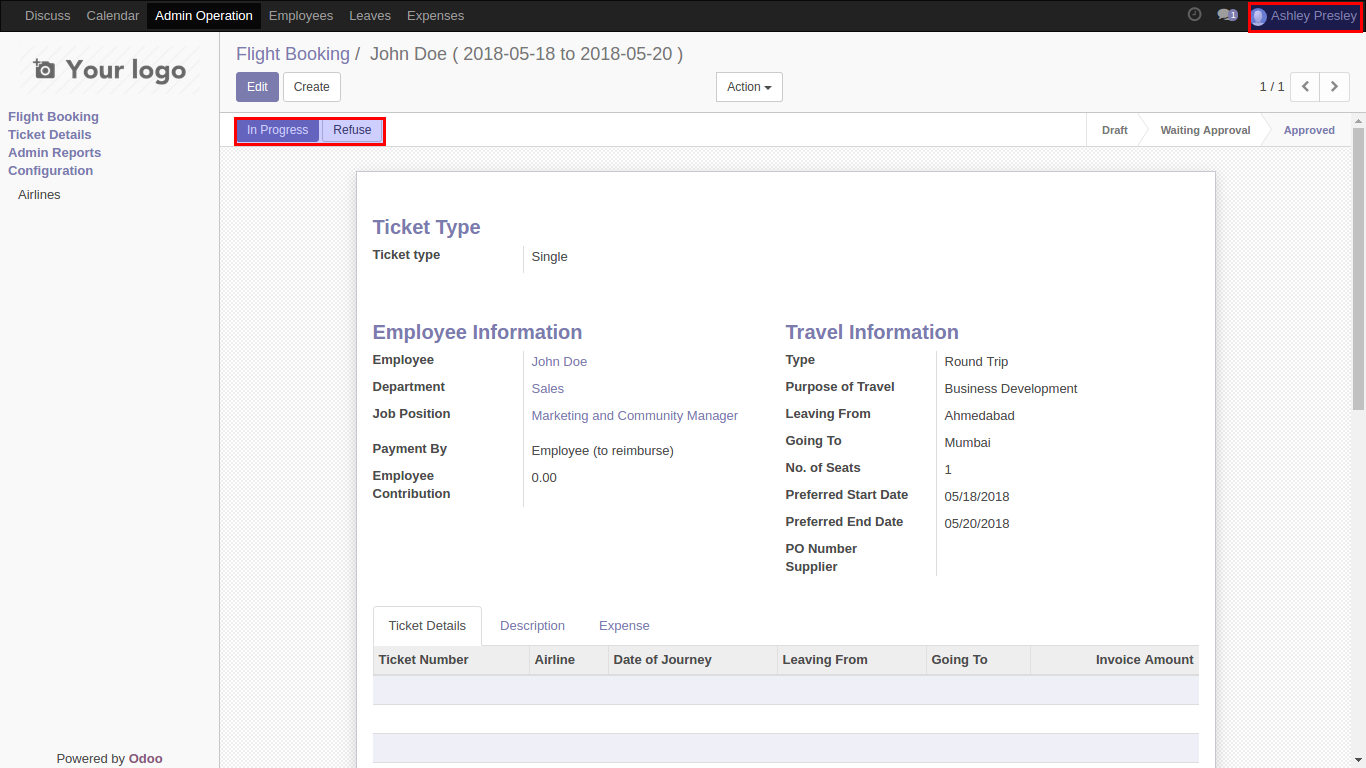 Discuss Calendar Admin Operation Employees Leaves Expenses 1 Ashley Presley
Your logo
Flight Booking
Ticket Details
Admin Reports
Configuration
Airlines
Powered by Odoo
Flight Booking / John Doe ( 2018-05-18 to 2018-05-20 )
Edit Create Action 1 / 1
In Progress Refuse Draft Waiting Approval Approved
Ticket Type
Ticket type Single
Employee Information
Employee John Doe
Department Sales
Job Position Marketing and Community Manager
Payment By Employee (to reimburse)
Employee Contribution 0.00
Travel Information
Type Round Trip
Purpose of Travel Business Development
Leaving From Ahmedabad
Going To Mumbai
No. of Seats 1
Preferred Start Date 05/18/2018
Preferred End Date 05/20/2018
PO Number
Supplier
Ticket Details Description Expense
Ticket Number Airline Date of Journey Leaving From Going To Invoice Amount